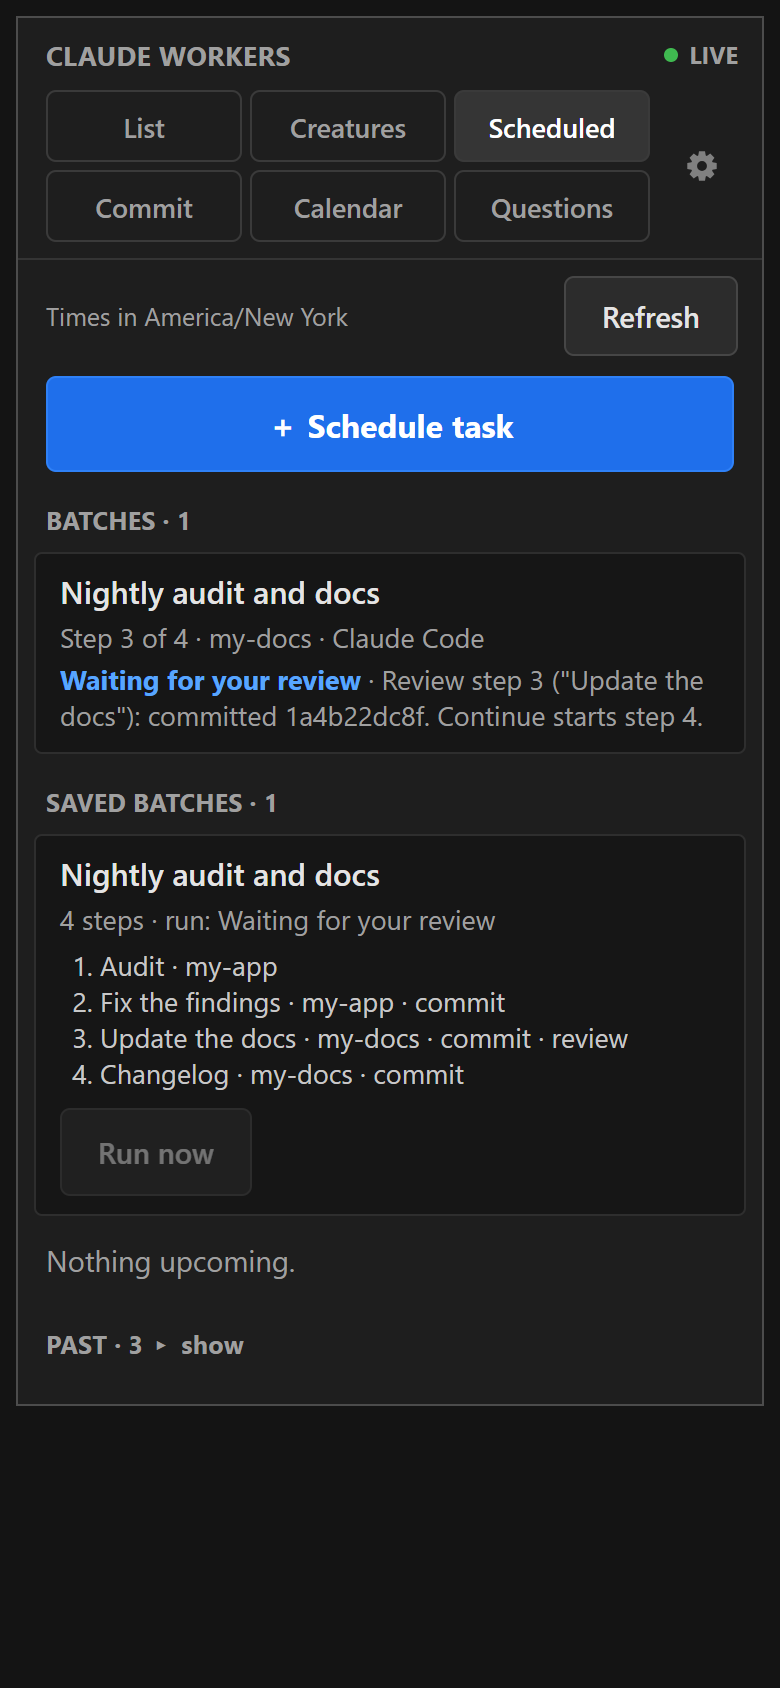 CLAUDE WORKERS
LIVE
List
Creatures
Scheduled
Commit
Calendar
Questions
Times in America/New York
Refresh
+ Schedule task
BATCHES · 1
Nightly audit and docs
Step 3 of 4 · my-docs · Claude Code
Waiting for your review · Review step 3 ("Update the
docs"): committed 1a4b22dc8f. Continue starts step 4.
SAVED BATCHES · 1
Nightly audit and docs
4 steps · run: Waiting for your review
1. Audit · my-app
2. Fix the findings · my-app · commit
3. Update the docs · my-docs · commit · review
4. Changelog · my-docs · commit
Run now
Nothing upcoming.
PAST · 3 ▸ show